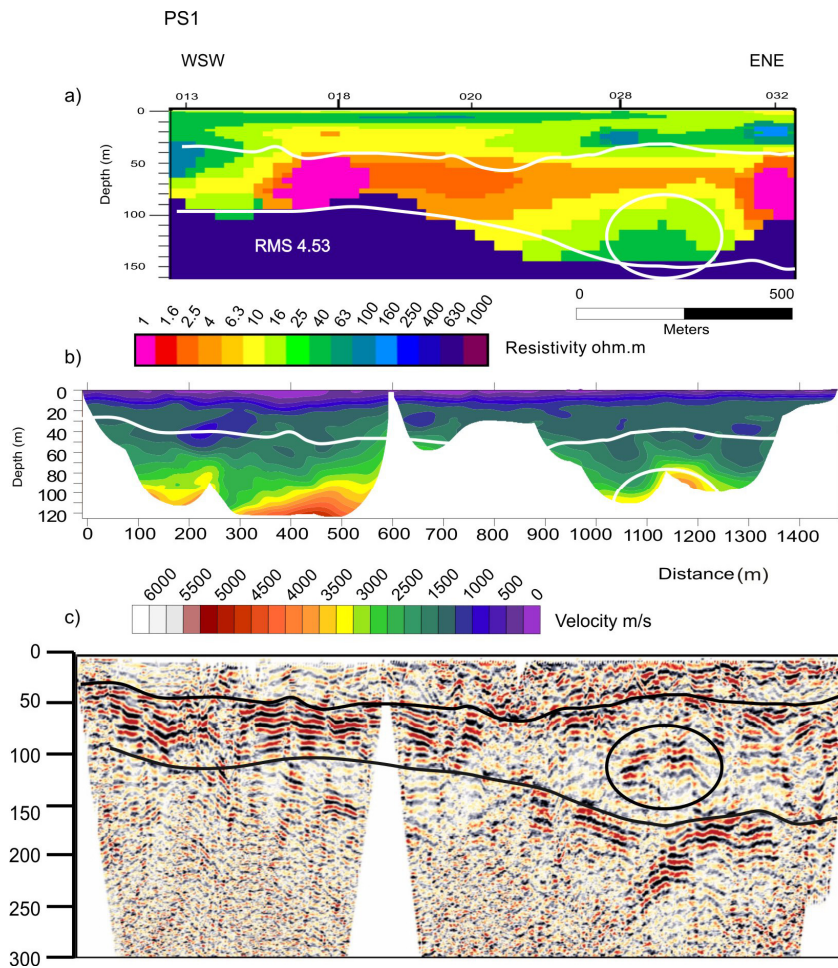 PS1
WSW ENE
a)
013 018 020 028 032
Depth (m)
0
50
100
150
RMS 4.53
0 500
Meters
1 1.6 2.5 4 6.3 10 16 25 40 63 100 160 250 400 630 1000
Resistivity ohm.m
b)
Depth (m)
0
20
40
60
80
100
120
0 100 200 300 400 500 600 700 800 900 1000 1100 1200 1300 1400
Distance (m)
6000 5500 5000 4500 4000 3500 3000 2500 2000 1500 1000 500 0
Velocity m/s
c)
0
50
100
150
200
250
300